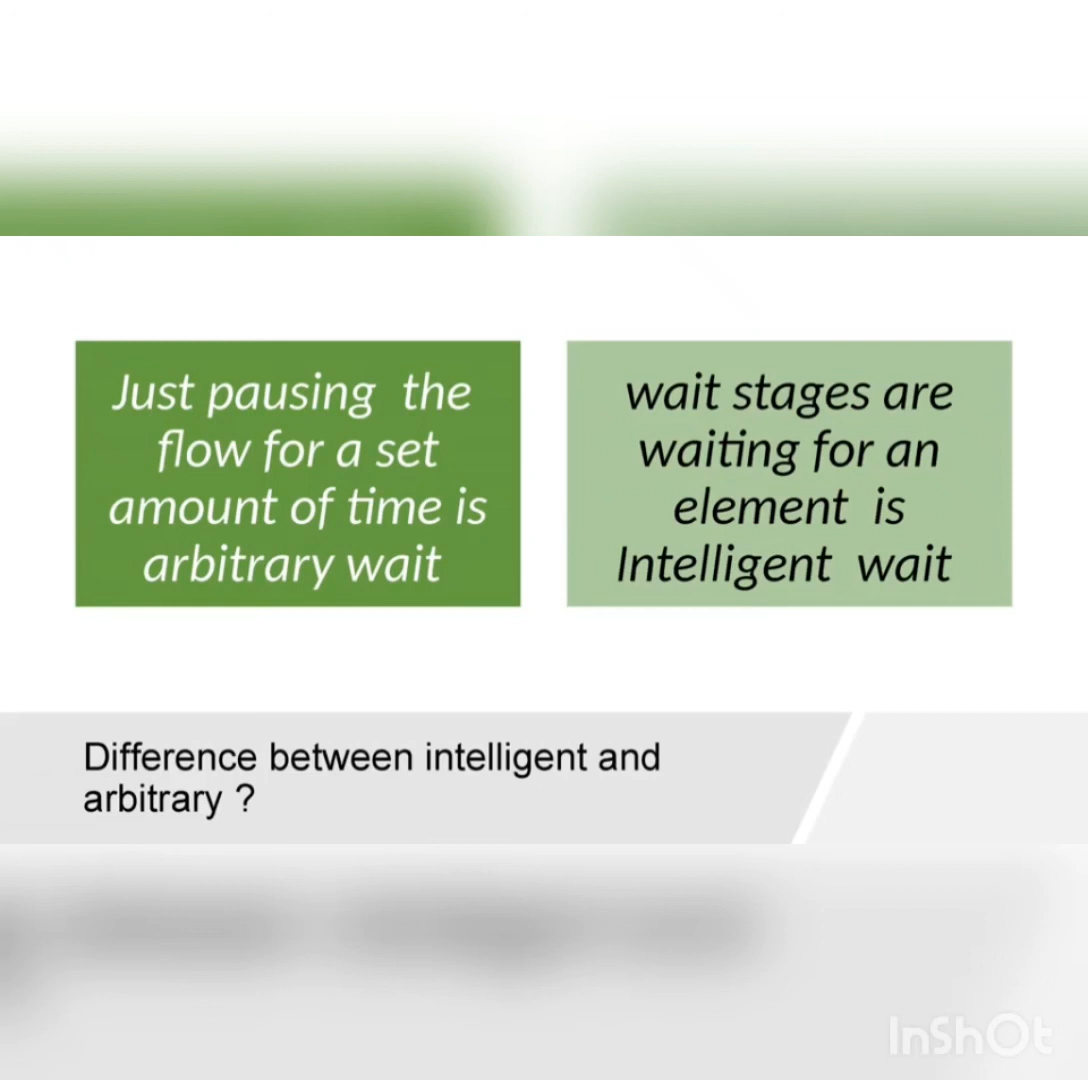 Just pausing the
flow for a set
amount of time is
arbitrary wait
wait stages are
waiting for an
element is
Intelligent wait
Difference between intelligent and
arbitrary ?
InShOt